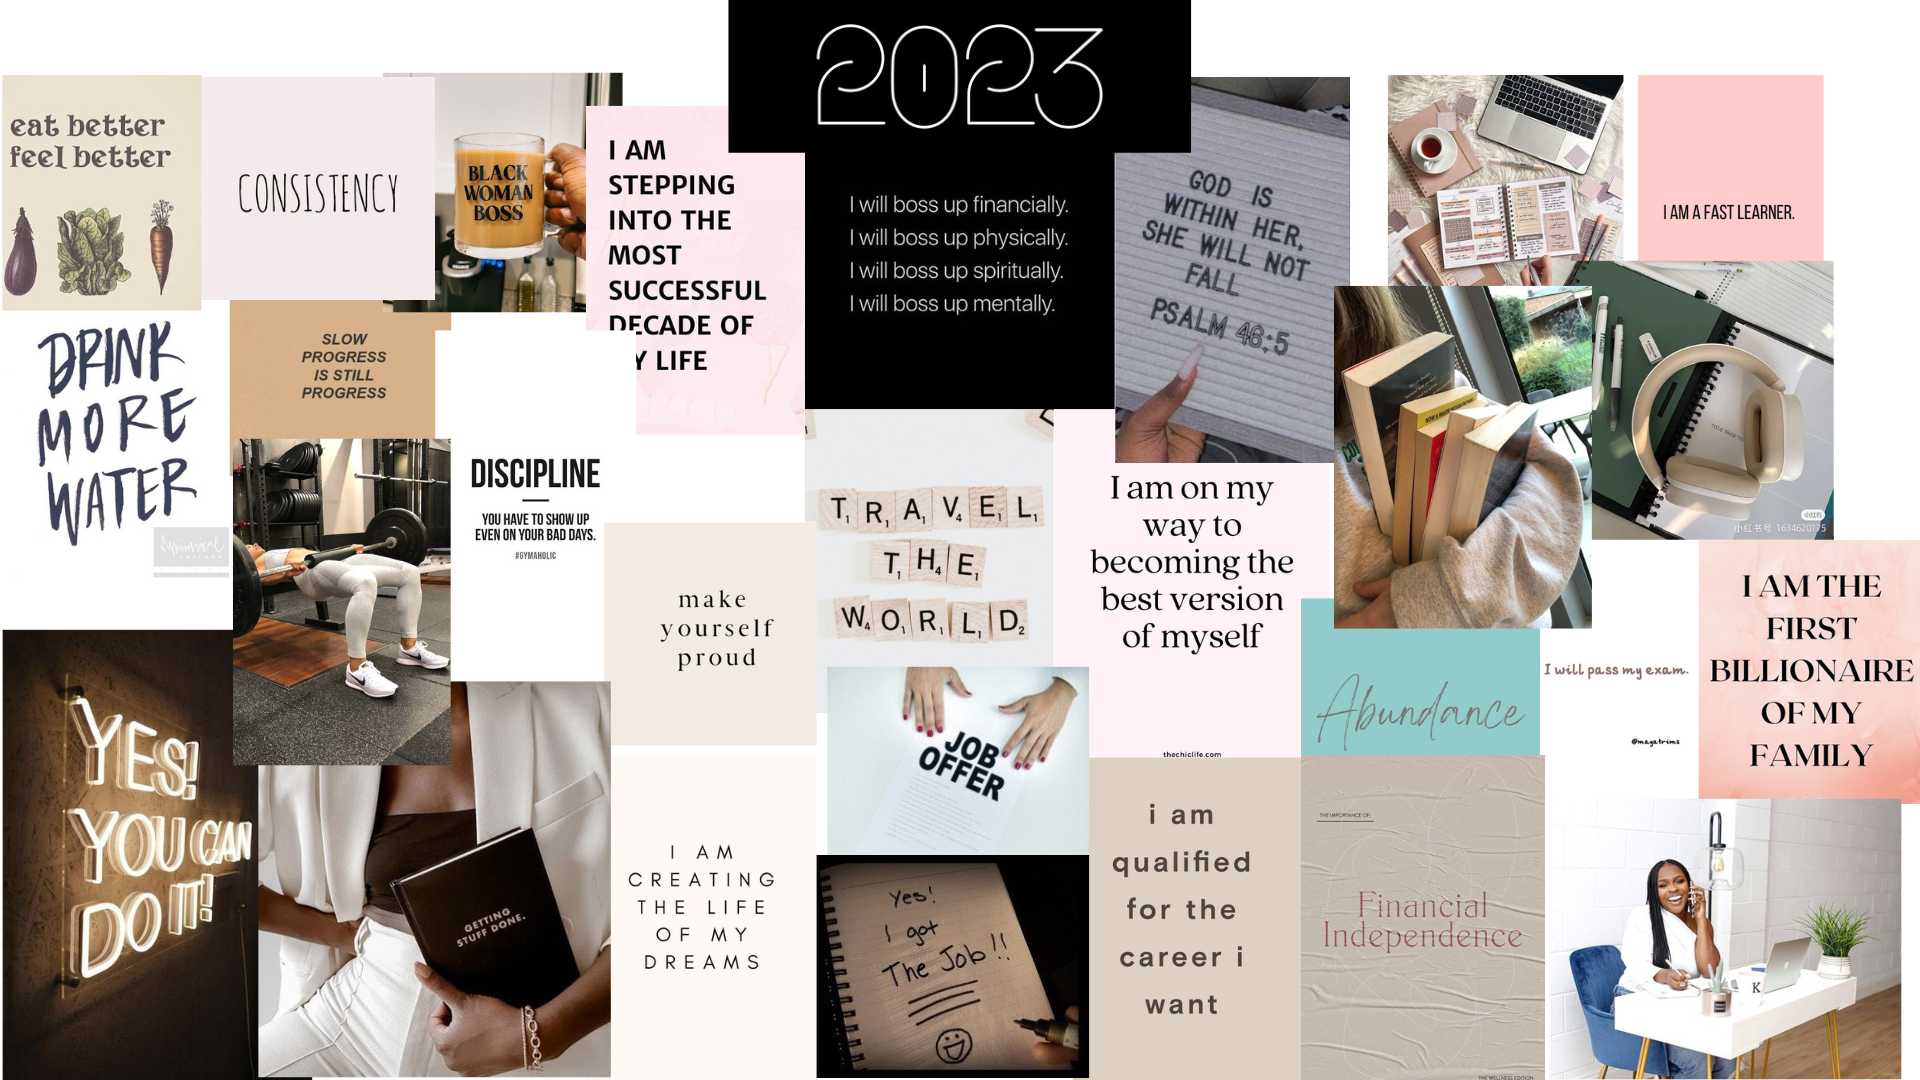 2023
I will boss up financially.
I will boss up physically.
I will boss up spiritually.
I will boss up mentally.
eat better
feel better
CONSISTENCY
BLACK
WOMAN
BOSS
I AM
STEPPING
INTO THE
MOST
SUCCESSFUL
DECADE OF
Y LIFE
GOD IS
WITHIN HER,
SHE WILL NOT
FALL
PSALM 46:5
I AM A FAST LEARNER.
DRINK
MORE
WATER
SLOW
PROGRESS
IS STILL
PROGRESS
DISCIPLINE
YOU HAVE TO SHOW UP
EVEN ON YOUR BAD DAYS.
#GYMAHOLIC
make
yourself
proud
TRAVEL
THE
WORLD
I am on my
way to
becoming the
best version
of myself
thechiclife.com
小红书
小红书号: 1634620175
I AM THE
FIRST
BILLIONAIRE
OF MY
FAMILY
I will pass my exam.
@mayatrims
Abundance
YES!
YOU CAN
DO IT!
GETTING
STUFF DONE.
I AM
CREATING
THE LIFE
OF MY
DREAMS
JOB
OFFER
Yes!
I got
The Job!!
i am
qualified
for the
career i
want
THE IMPORTANCE OF,
Financial
Independence
THE WELLNESS EDITION
K